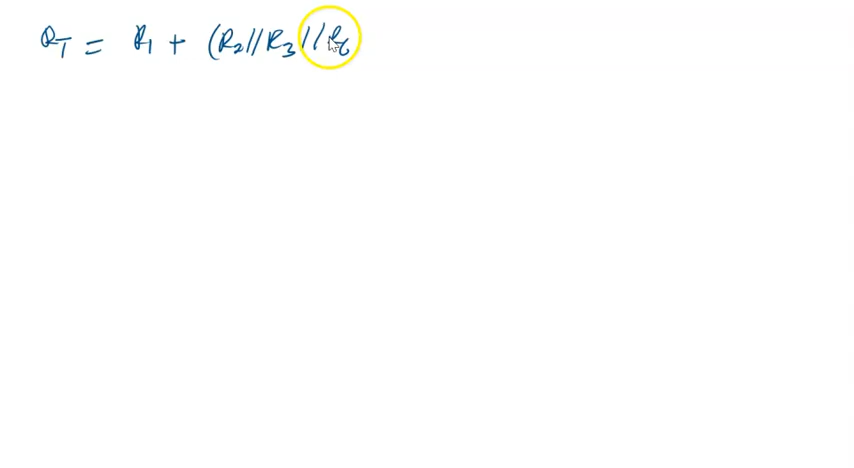 RT = R1 + (R2//R3//R6